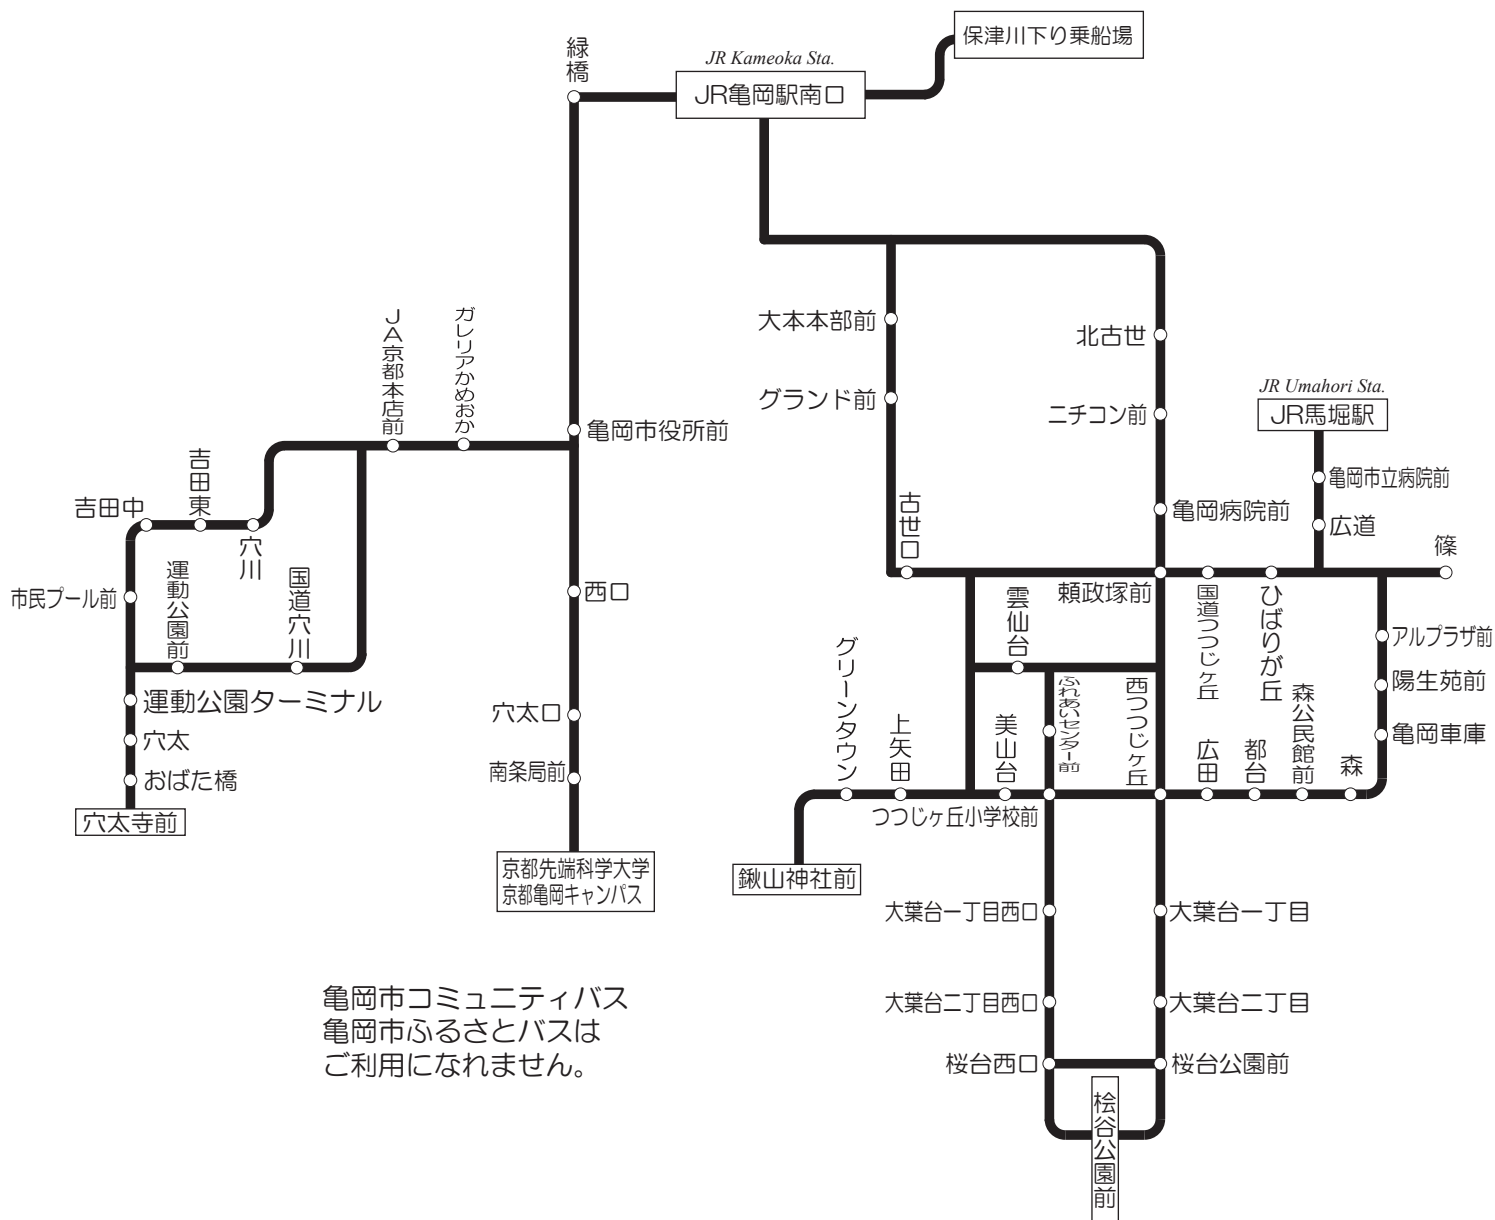 保津川下り乗船場
緑橋
JR Kameoka Sta.
JR亀岡駅南口
JA京都本店前
ガレリアかめおか
大本本部前
北古世
グランド前
ニチコン前
JR Umahori Sta.
JR馬堀駅
亀岡市役所前
吉田東
吉田中
穴川
古世口
亀岡病院前
亀岡市立病院前
広道
篠
市民プール前
運動公園前
国道穴川
西口
雲仙台
頼政塚前
国道つつじヶ丘
ひばりが丘
アルプラザ前
グリーンタウン
運動公園ターミナル
穴太口
上矢田
美山台
ふれあいセンター前
西つつじヶ丘
陽生苑前
森公民館前
亀岡車庫
穴太
おばた橋
南条局前
広田
都台
森
つつじヶ丘小学校前
穴太寺前
京都先端科学大学
京都亀岡キャンパス
鍬山神社前
大葉台一丁目西口
大葉台一丁目
大葉台二丁目西口
大葉台二丁目
亀岡市コミュニティバス
亀岡市ふるさとバスは
ご利用になれません。
桜台西口
桜台公園前
桧谷公園前